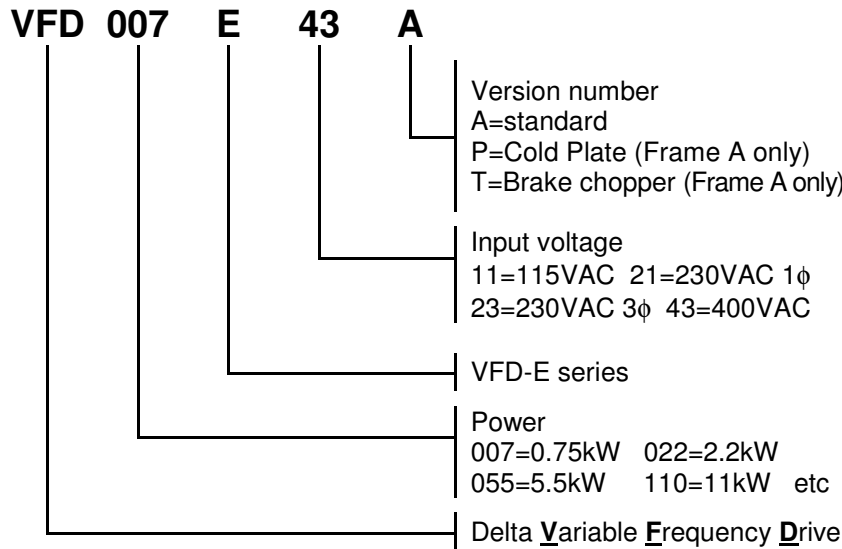 VFD 007 E 43 A
Version number
A=standard
P=Cold Plate (Frame A only)
T=Brake chopper (Frame A only)
Input voltage
11=115VAC 21=230VAC 1ϕ
23=230VAC 3ϕ 43=400VAC
VFD-E series
Power
007=0.75kW 022=2.2kW
055=5.5kW 110=11kW etc
Delta Variable Frequency Drive